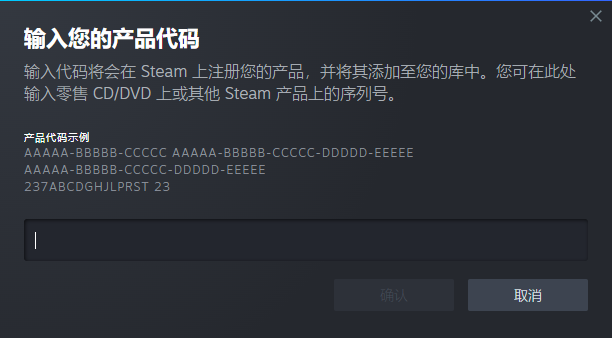 输入您的产品代码
输入代码将会在 Steam 上注册您的产品，并将其添加至您的库中。您可在此处
输入零售 CD/DVD 上或其他 Steam 产品上的序列号。
产品代码示例
AAAAA-BBBBB-CCCCC AAAAA-BBBBB-CCCCC-DDDDD-EEEEE
AAAAA-BBBBB-CCCCC-DDDDD-EEEEE
237ABCDGHJLPRST 23
确认
取消